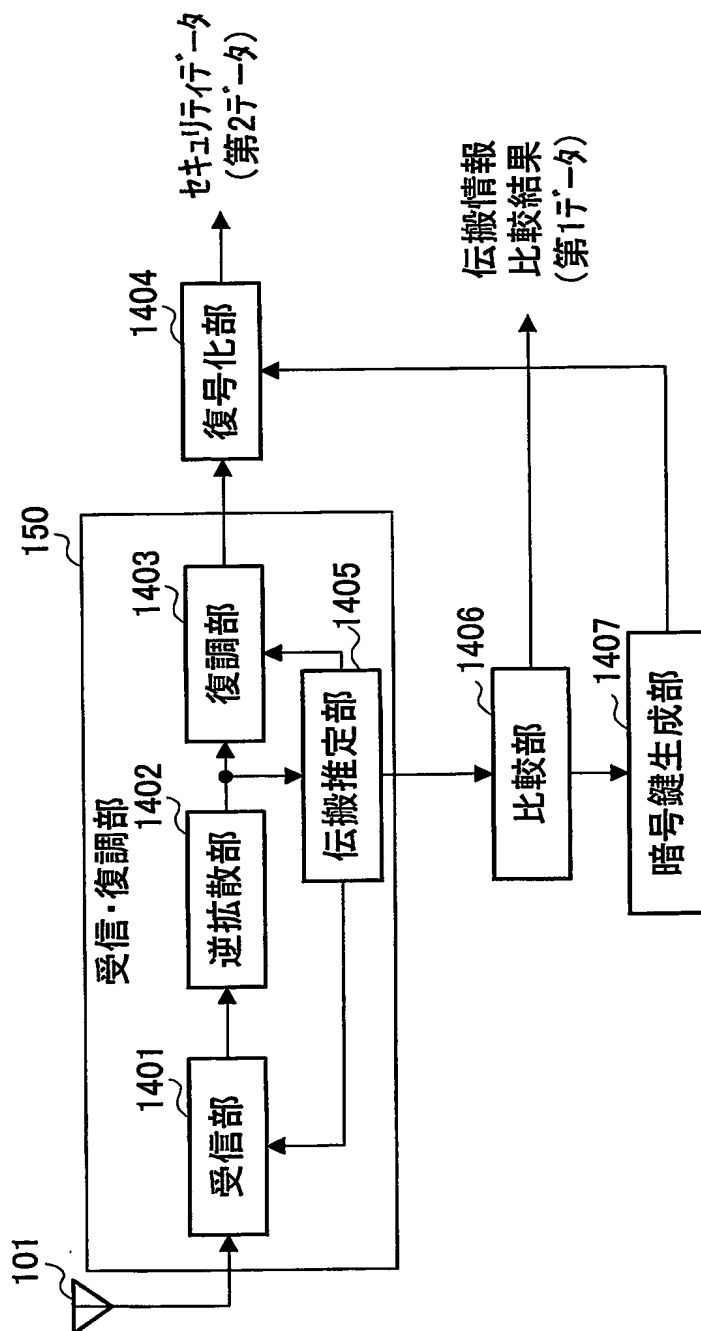 101
受信・復調部
150
1401
受信部
1402
逆拡散部
1403
復調部
1404
復号化部
セキュリティデータ
(第2データ)
1405
伝搬推定部
1406
比較部
伝搬情報
比較結果
(第1データ)
1407
暗号鍵生成部